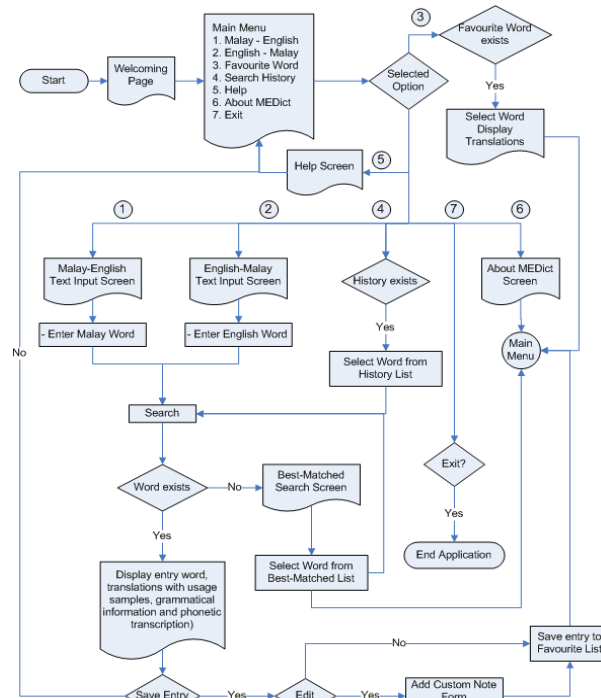 3
Favourite Word
exists
Main Menu
1. Malay - English
2. English - Malay
3. Favourite Word
4. Search History
5. Help
6. About MEDict
7. Exit
Welcoming
Page
Start
Selected
Option
Yes
Select Word
Display
Translations
Help Screen
5
1
2
4
7
6
Malay-English
Text Input Screen
English-Malay
Text Input Screen
History exists
About MEDict
Screen
- Enter Malay Word
- Enter English Word
Yes
Main
Menu
No
Select Word from
History List
Search
Exit?
Best-Matched
Search Screen
Word exists
No
Yes
Yes
End Application
Select Word from
Best-Matched List
Display entry word,
translations with usage
samples, grammatical
information and phonetic
transcription)
No
Save entry to
Favourite List
Save Entry
Yes
Edit
Yes
Add Custom Note
Form